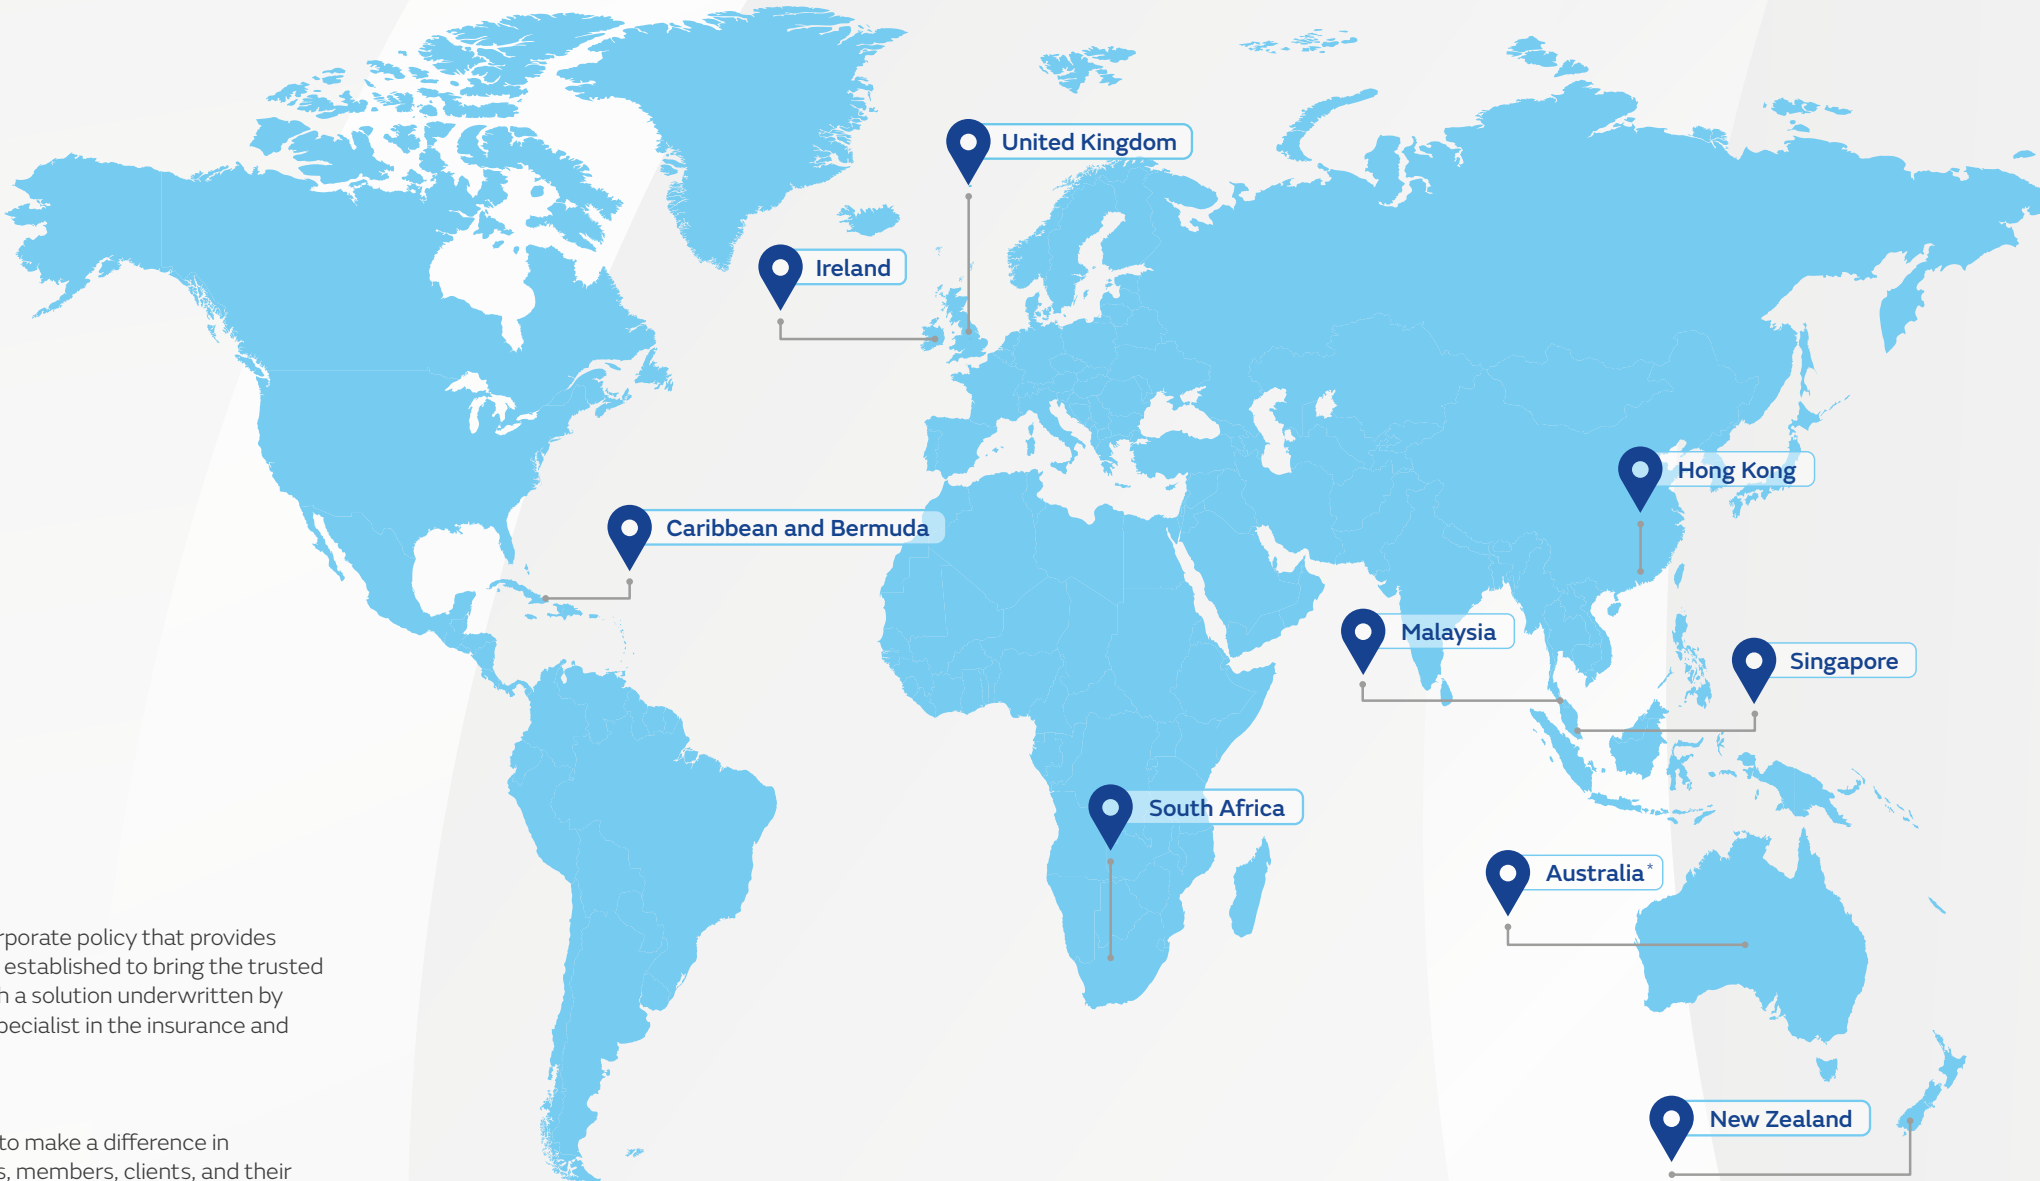 United Kingdom
Ireland
Hong Kong
Caribbean and Bermuda
Malaysia
Singapore
South Africa
Australia*
policy that provides
established to bring the trusted
a solution underwritten by
in the insurance and
New Zealand
to make a difference in
members, clients, and their